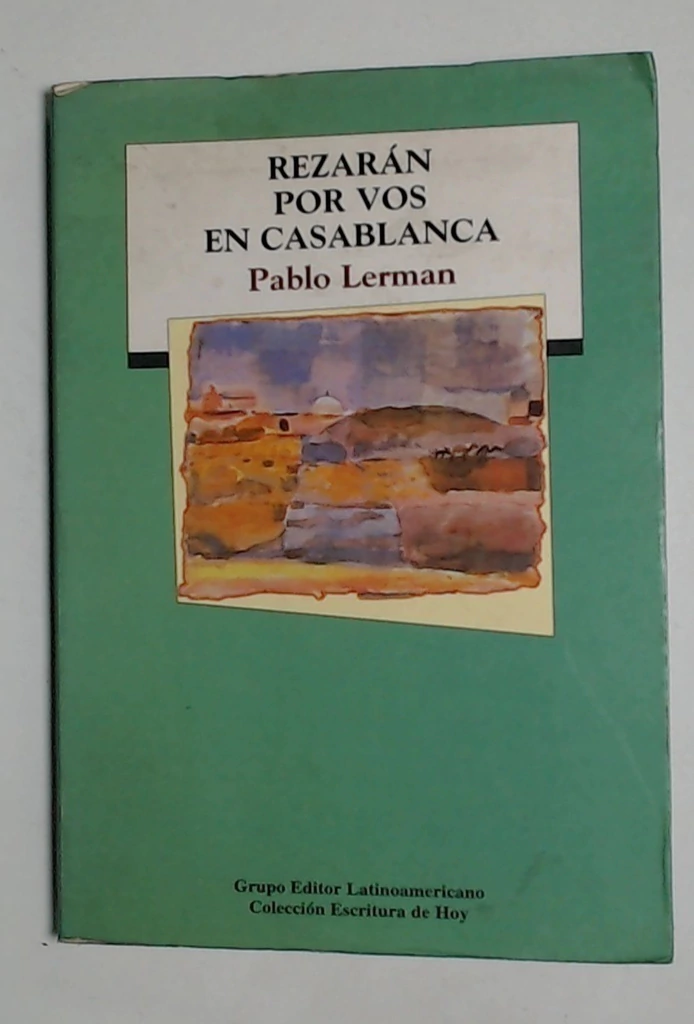 REZARÁN
POR VOS
EN CASABLANCA
Pablo Lerman
Grupo Editor Latinoamericano
Colección Escritura de Hoy